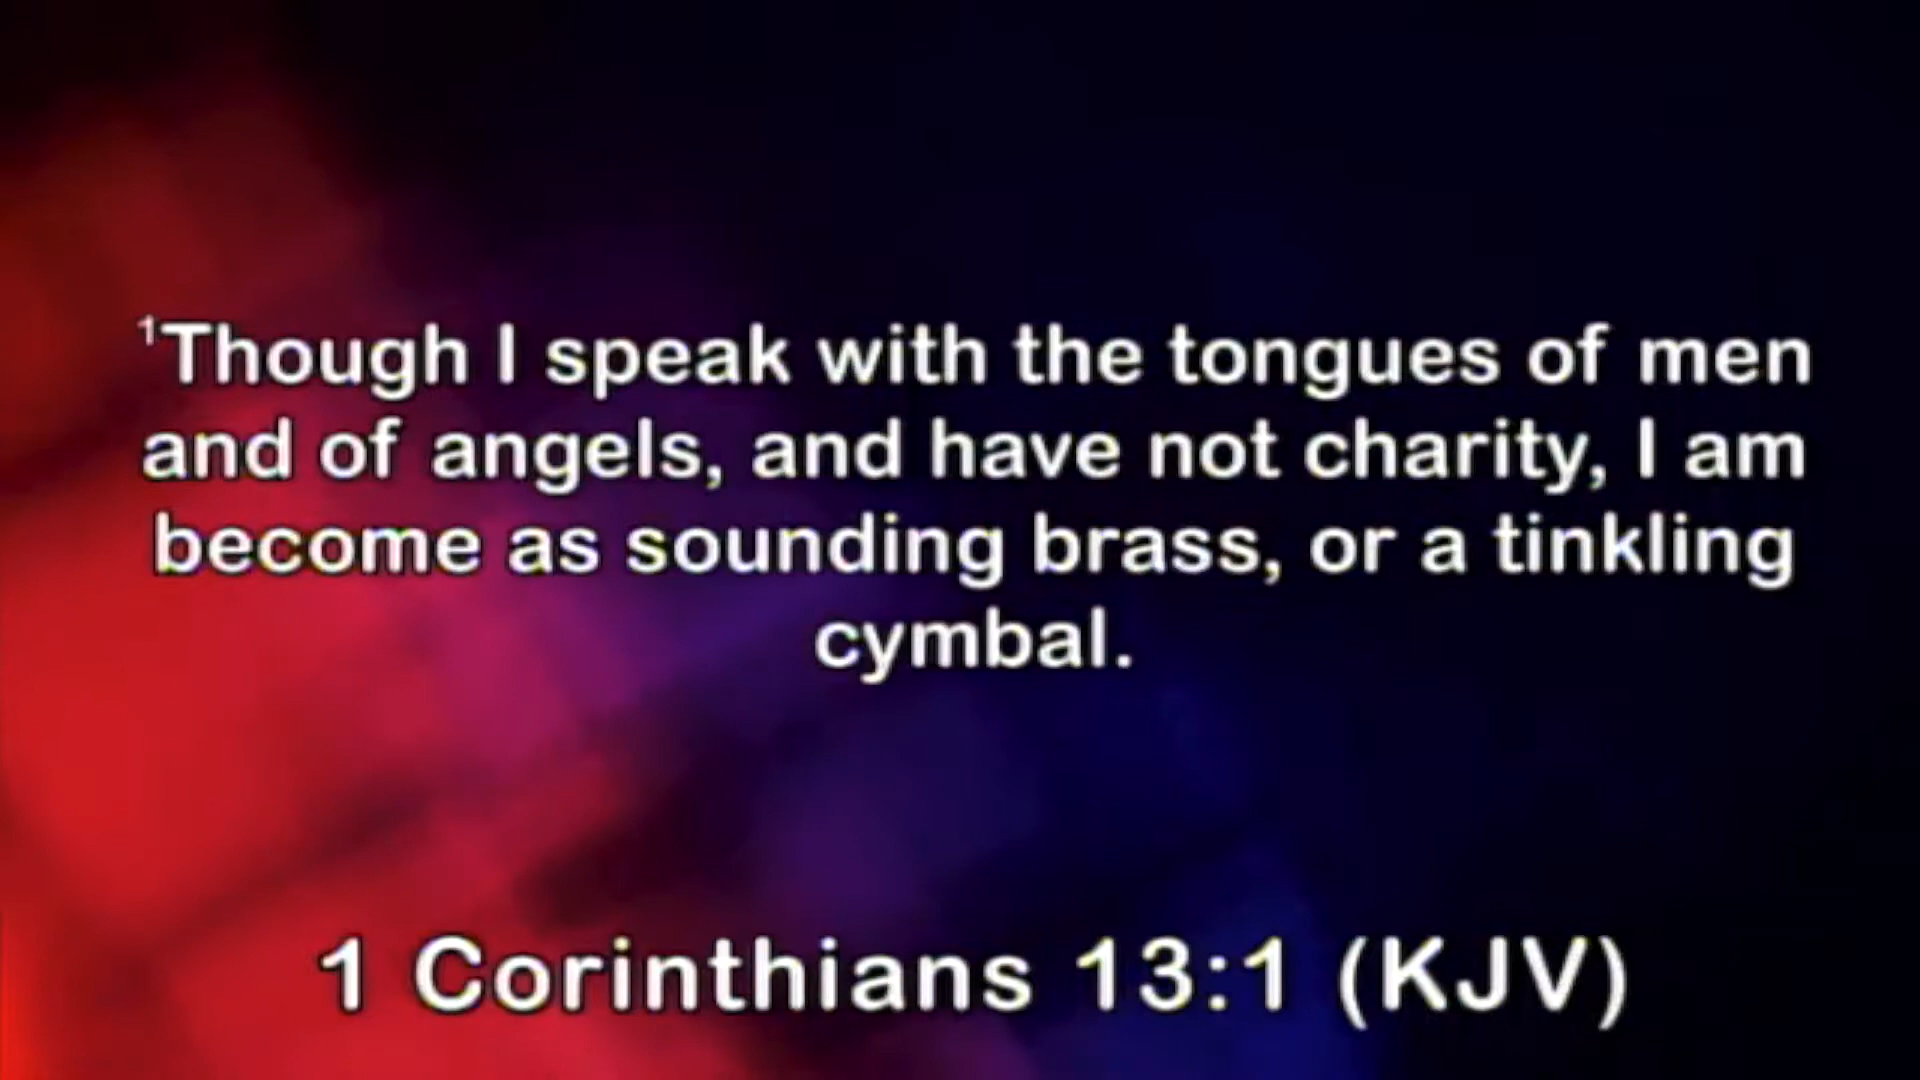 ¹Though I speak with the tongues of men
and of angels, and have not charity, I am
become as sounding brass, or a tinkling
cymbal.
1 Corinthians 13:1 (KJV)